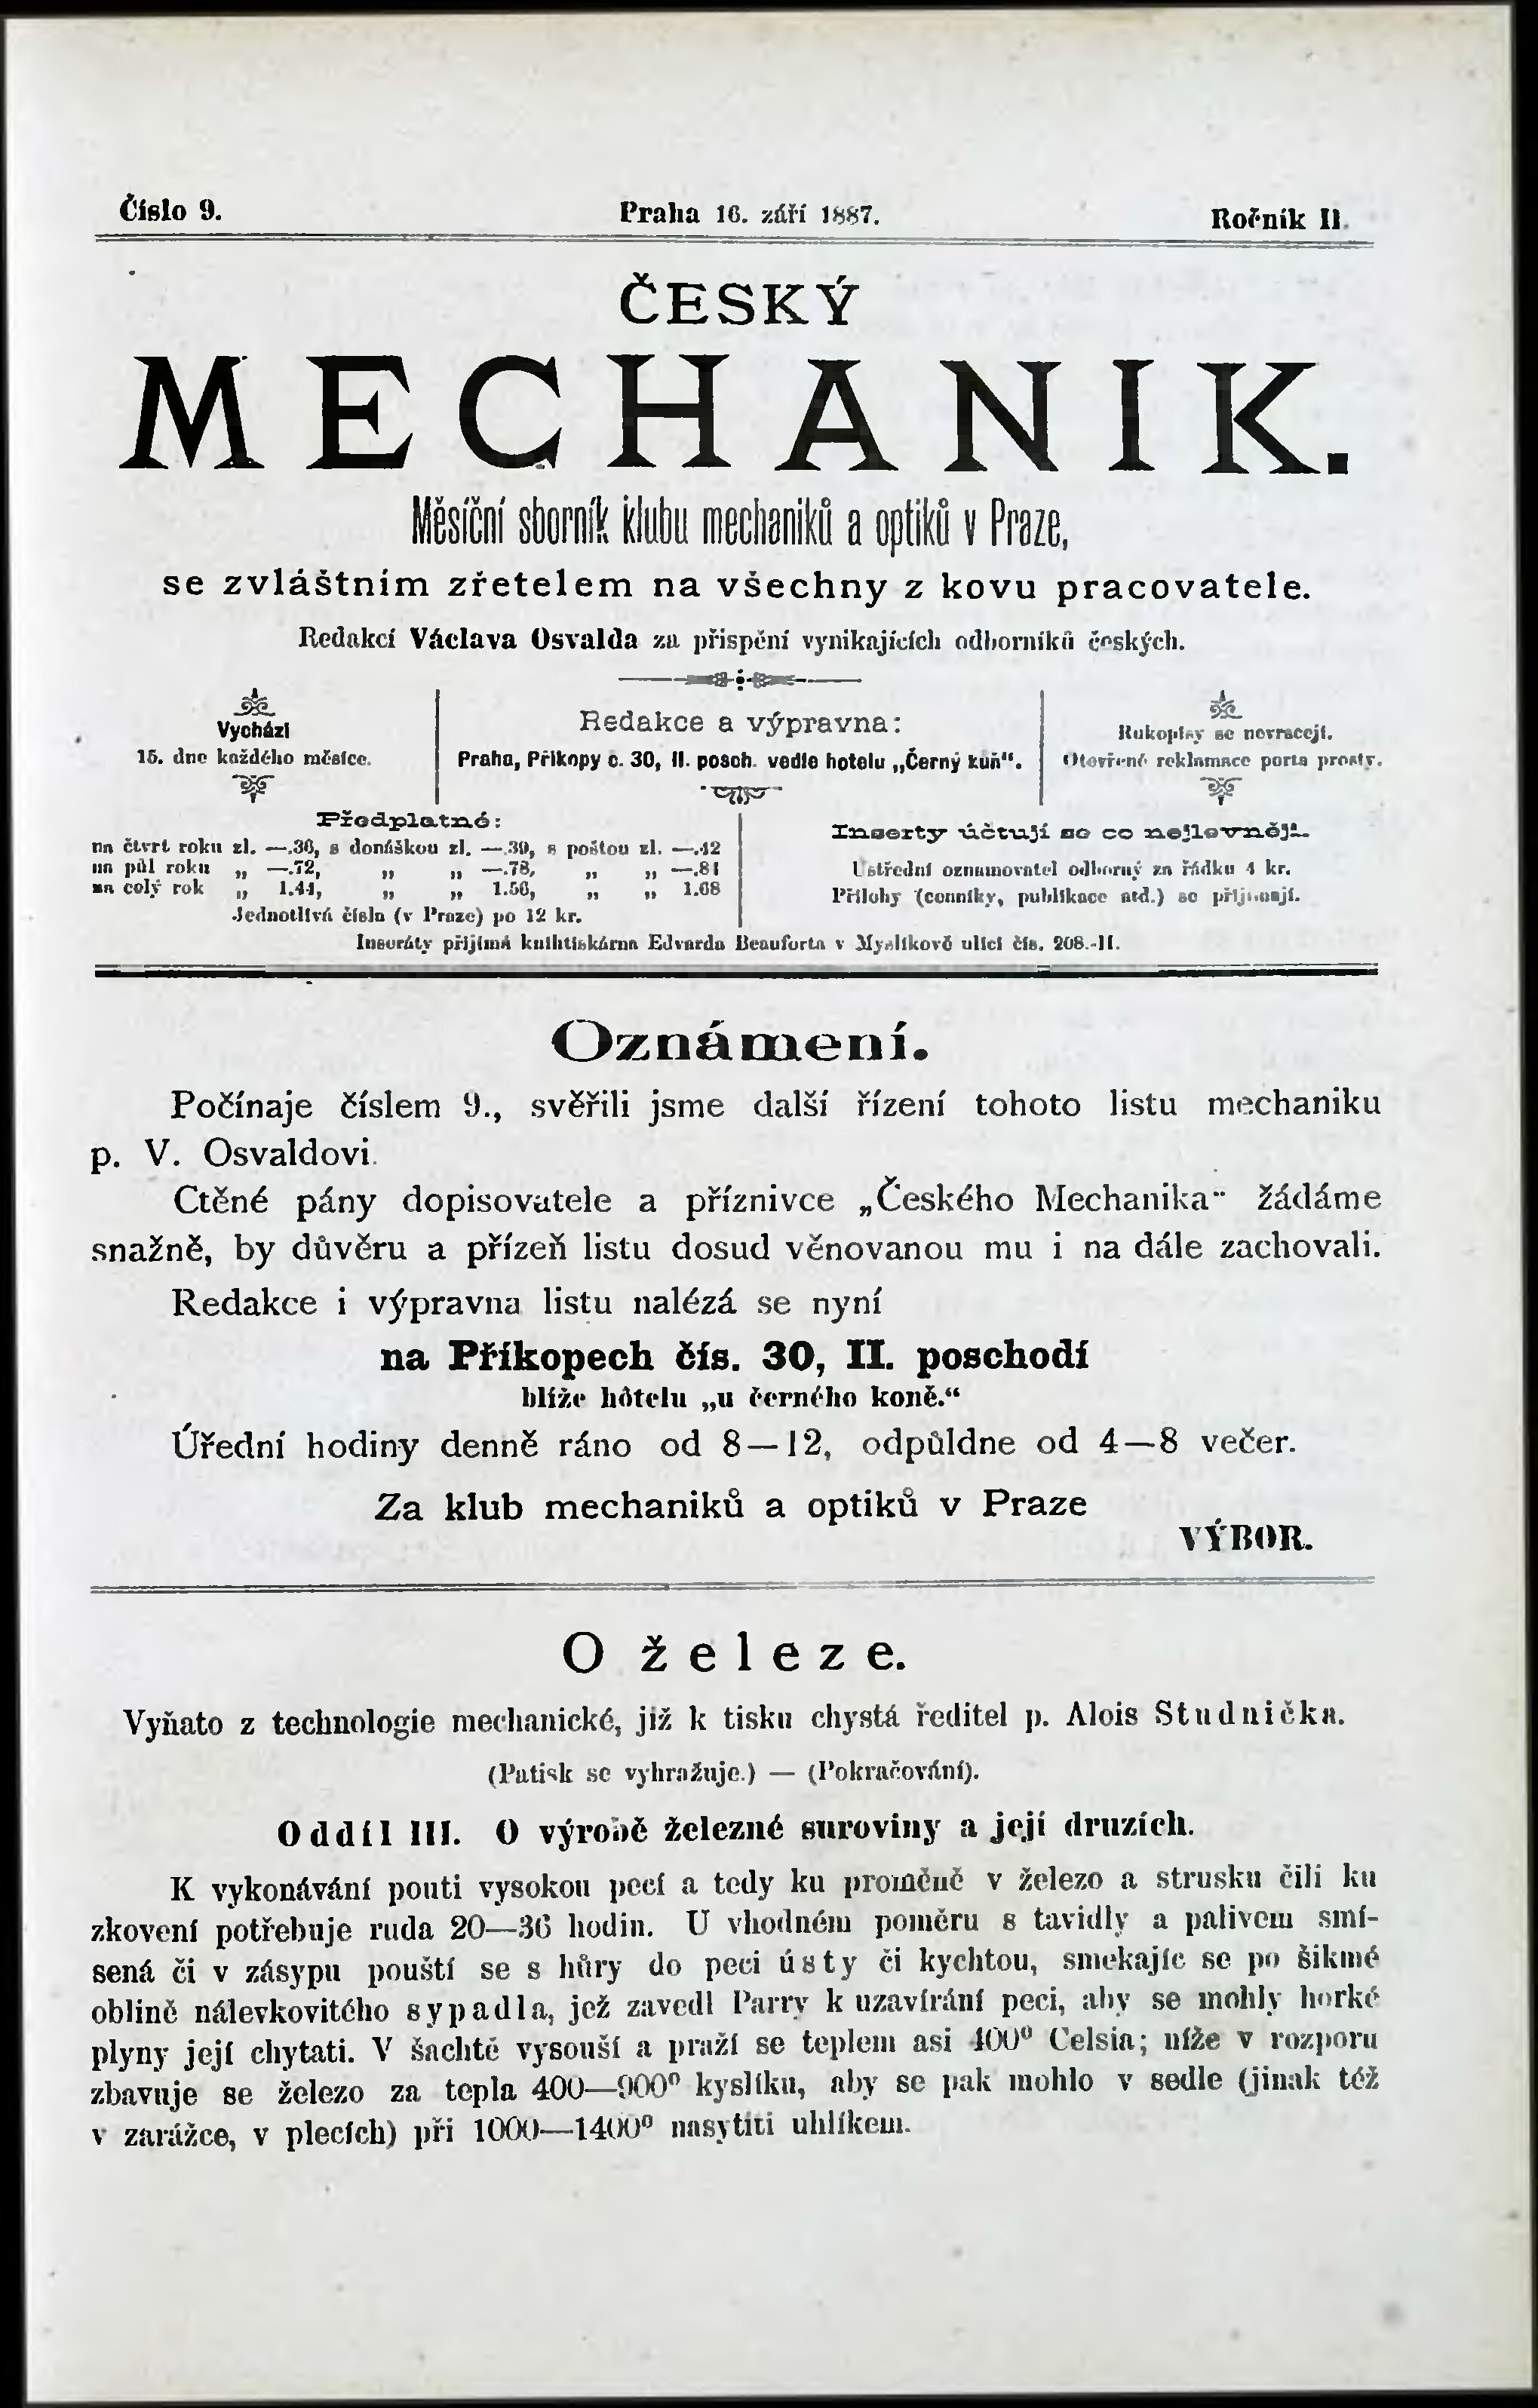 Číslo 9.
Praha 16. září 1887.
Ročník II.
ČESKÝ
MECHANIK.
Měsíční sborník klubu mechaniků a optiků v Praze,
se zvláštním zřetelem na všechny z kovu pracovatele.
Redakcí Václava Osvalda za přispění vynikajících odborníků českých.
Vychází
15. dne každého měsíce.
Redakce a výpravna:
Praha, Příkopy č. 30, II. posch. vedle hotelu „Černý kůň".
Rukopisy se nevracejí.
Otevřené reklamace porta prosty.
Předplatné:
na čtvrt roku zl. —.36, s donáškou zl. —.39, s poštou zl. —.42
na půl roku „ —.72, „ „ —.78, „ „ —.84
na celý rok „ 1.44, „ „ 1.56, „ „ 1.68
Jednotlivá čísla (v Praze) po 12 kr.
Inserty účtují se co nejlevněji.
Ústřední oznamovatel odborný za řádku 4 kr.
Přílohy (cenníky, publikace atd.) se přijímají.
Inseráty přijímá knihtiskárna Edvarda Beauforta v Myslíkově ulici čís. 208.-II.
Oznámení.
Počínaje číslem 9., svěřili jsme další řízení tohoto listu mechaniku
p. V. Osvaldovi.
Ctěné pány dopisovatele a příznivce „Českého Mechanika" žádáme
snažně, by důvěru a přízeň listu dosud věnovanou mu i na dále zachovali.
Redakce i výpravna listu nalézá se nyní
na Příkopech čís. 30, II. poschodí
blíže hôtelu „u černého koně.“
Úřední hodiny denně ráno od 8—12, odpůldne od 4—8 večer.
Za klub mechaniků a optiků v Praze
VÝBOR.
O železe.
Vyňato z technologie mechanické, již k tisku chystá ředitel p. Alois Studnička.
(Patisk se vyhražuje.) — (Pokračování).
Oddíl III. O výrobě železné suroviny a její druzích.
K vykonávání pouti vysokou pecí a tedy ku proměně v železo a strusku čili ku
zkovení potřebuje ruda 20—36 hodin. U vhodném poměru s tavidly a palivem smí-
sená či v zásypu pouští se s hůry do peci ústy či kychtou, smekajíc se po šikmé
oblině nálevkovitého sypadla, jež zavedl Parry k uzavírání peci, aby se mohly horké
plyny její chytati. V šachtě vysouší a praží se teplem asi 400° Celsia; níže v rozporu
zbavuje se železo za tepla 400—900° kyslíku, aby se pak mohlo v sedle (jinak též
v zarážce, v plecích) při 1000—1400° nasytiti uhlíkem.